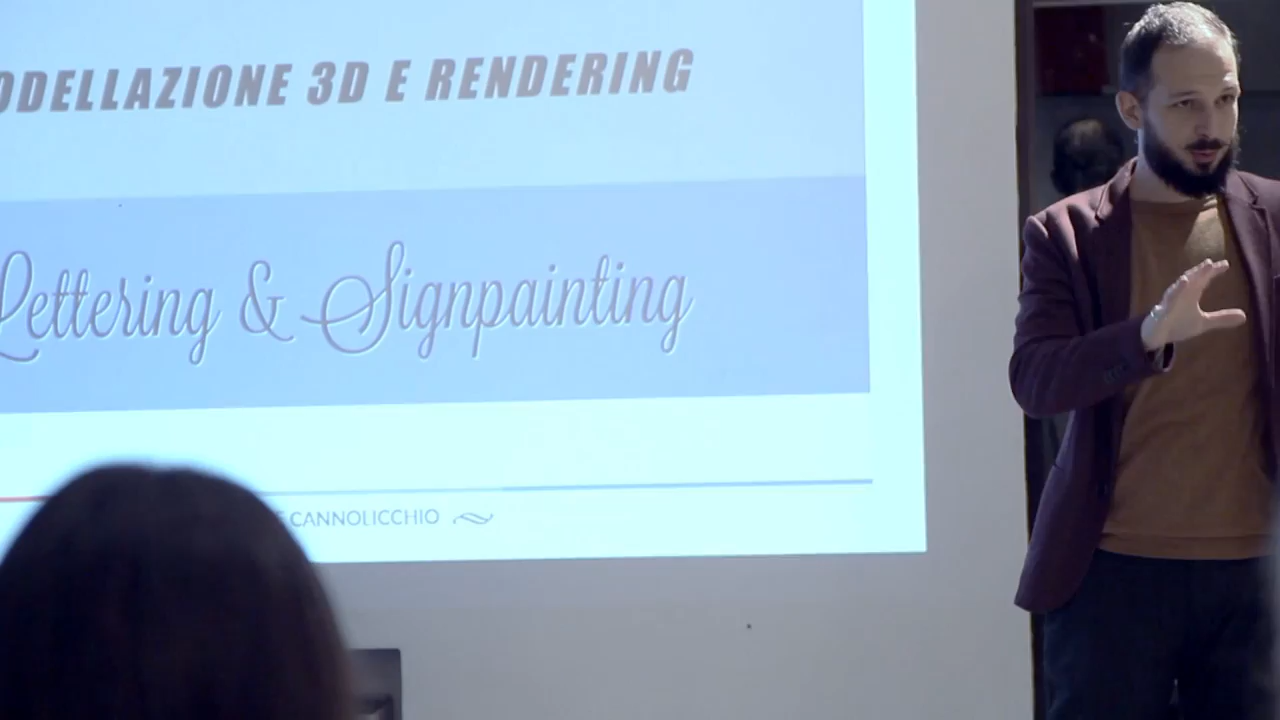 ODELLAZIONE 3D E RENDERING
Lettering & Signpainting
E CANNOLICCHIO